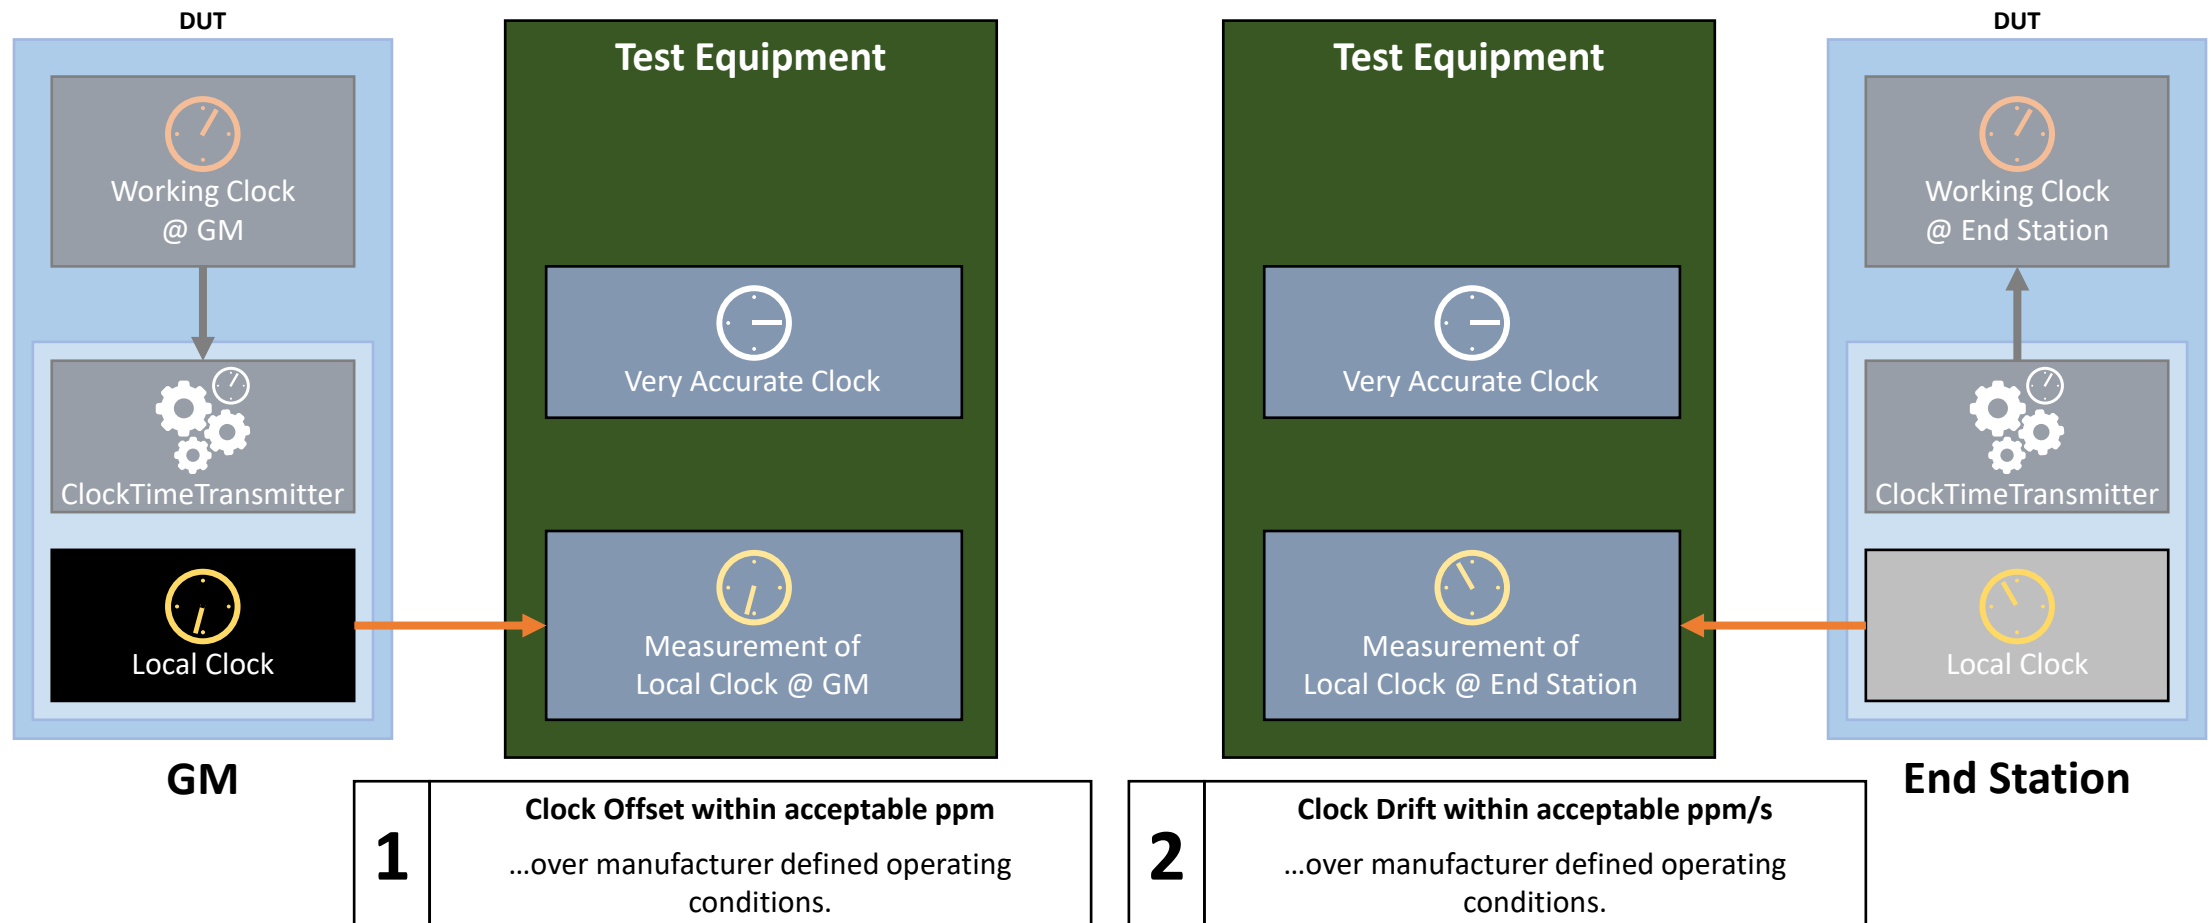 DUT
Working Clock
@ GM
ClockTimeTransmitter
Local Clock
GM
Test Equipment
Very Accurate Clock
Measurement of
Local Clock @ GM
Test Equipment
Very Accurate Clock
Measurement of
Local Clock @ End Station
DUT
Working Clock
@ End Station
ClockTimeTransmitter
Local Clock
End Station
1
Clock Offset within acceptable ppm
...over manufacturer defined operating
conditions.
2
Clock Drift within acceptable ppm/s
...over manufacturer defined operating
conditions.